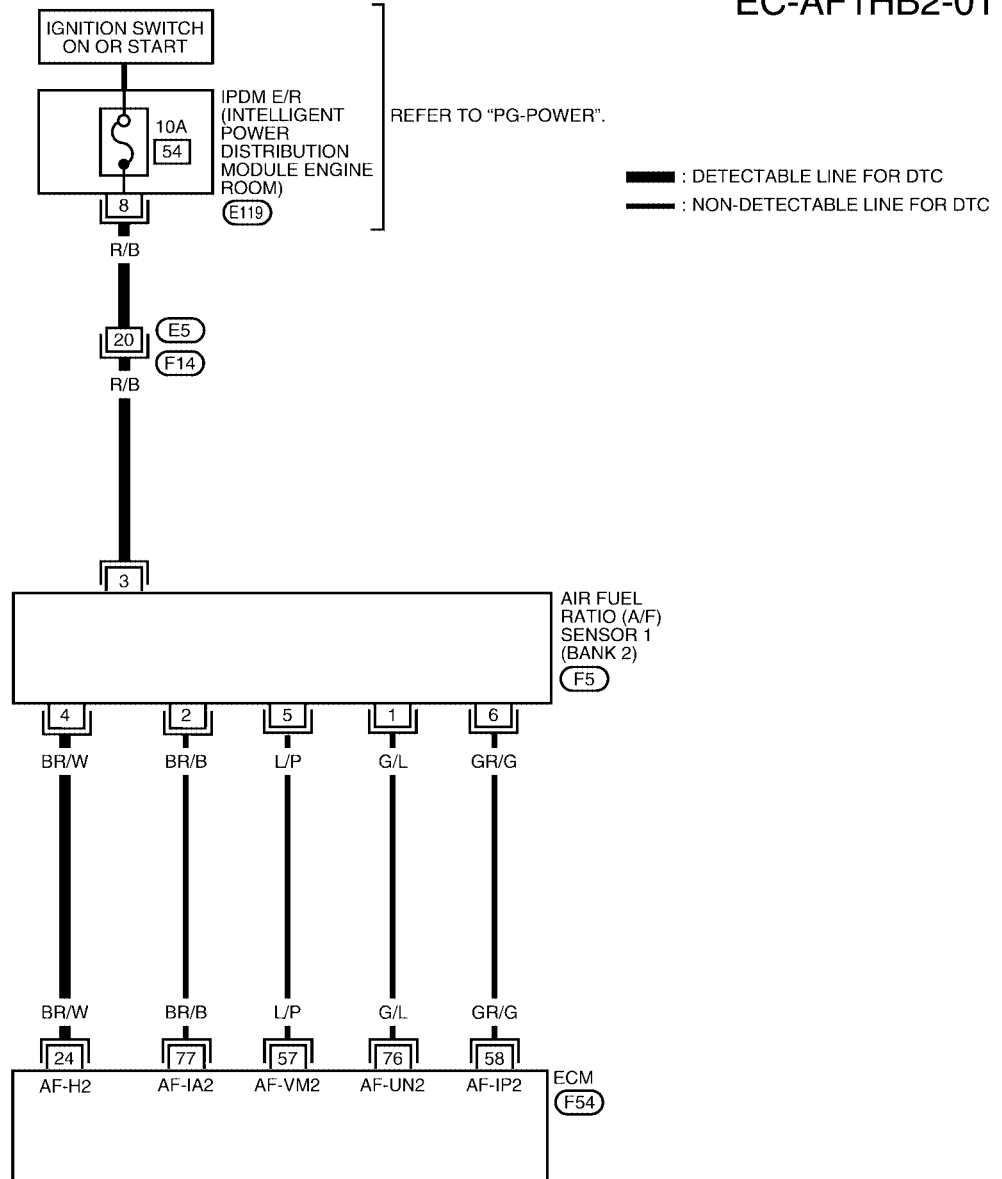 EC-AF1HB2-01
IGNITION SWITCH
ON OR START
IPDM E/R
(INTELLIGENT
POWER
DISTRIBUTION
MODULE ENGINE
ROOM)
E119
10A
54
8
REFER TO “PG-POWER”.
: DETECTABLE LINE FOR DTC
: NON-DETECTABLE LINE FOR DTC
R/B
20
E5
F14
R/B
3
AIR FUEL
RATIO (A/F)
SENSOR 1
(BANK 2)
F5
4 2 5 1 6
BR/W BR/B L/P G/L GR/G
BR/W BR/B L/P G/L GR/G
24 77 57 76 58
AF-H2 AF-IA2 AF-VM2 AF-UN2 AF-IP2
ECM
F54